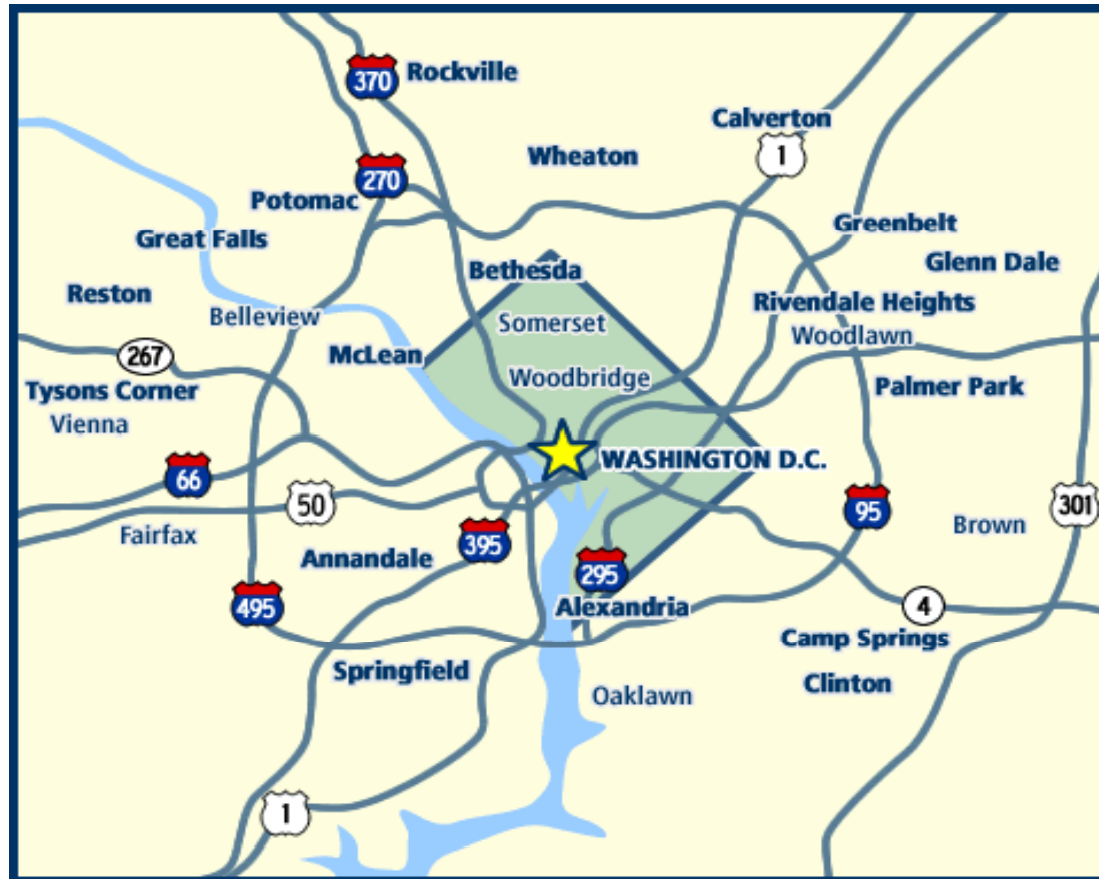 370
Rockville
Calverton
1
Wheaton
270
Potomac
Greenbelt
Great Falls
Glenn Dale
Bethesda
Reston
Rivendale Heights
Belleview
Somerset
Woodlawn
267
McLean
Woodbridge
Tysons Corner
Palmer Park
Vienna
WASHINGTON D.C.
66
50
95
301
Fairfax
Brown
395
Annandale
295
495
Alexandria
4
Camp Springs
Springfield
Clinton
Oaklawn
1